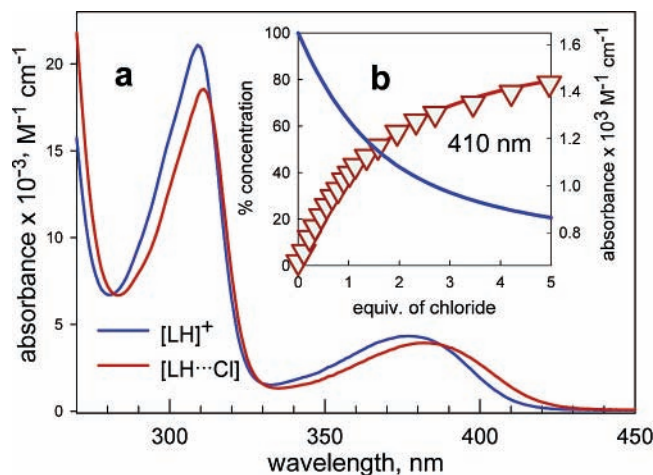 a
b
absorbance x 10⁻³, M⁻¹ cm⁻¹
20
15
10
5
0
300
350
400
450
wavelength, nm
[LH]⁺
[LH···Cl]
% concentration
100
80
60
40
20
0
0
1
2
3
4
5
equiv. of chloride
410 nm
1.6
1.4
1.2
1.0
0.8
absorbance x 10³ M⁻¹ cm⁻¹